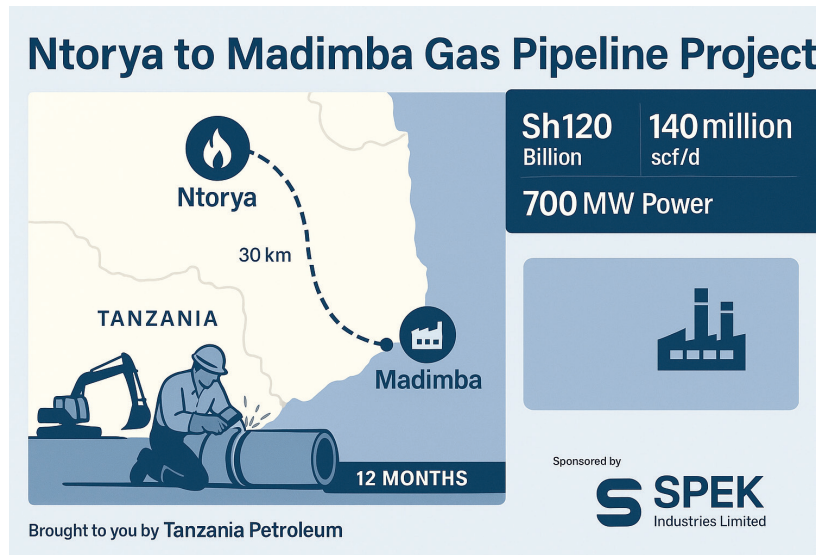 Ntorya to Madimba Gas Pipeline Project
Sh120
Billion
140 million
scf/d
700 MW Power
Ntorya
30 km
TANZANIA
Madimba
12 MONTHS
Sponsored by
SPEK
Industries Limited
Brought to you by Tanzania Petroleum